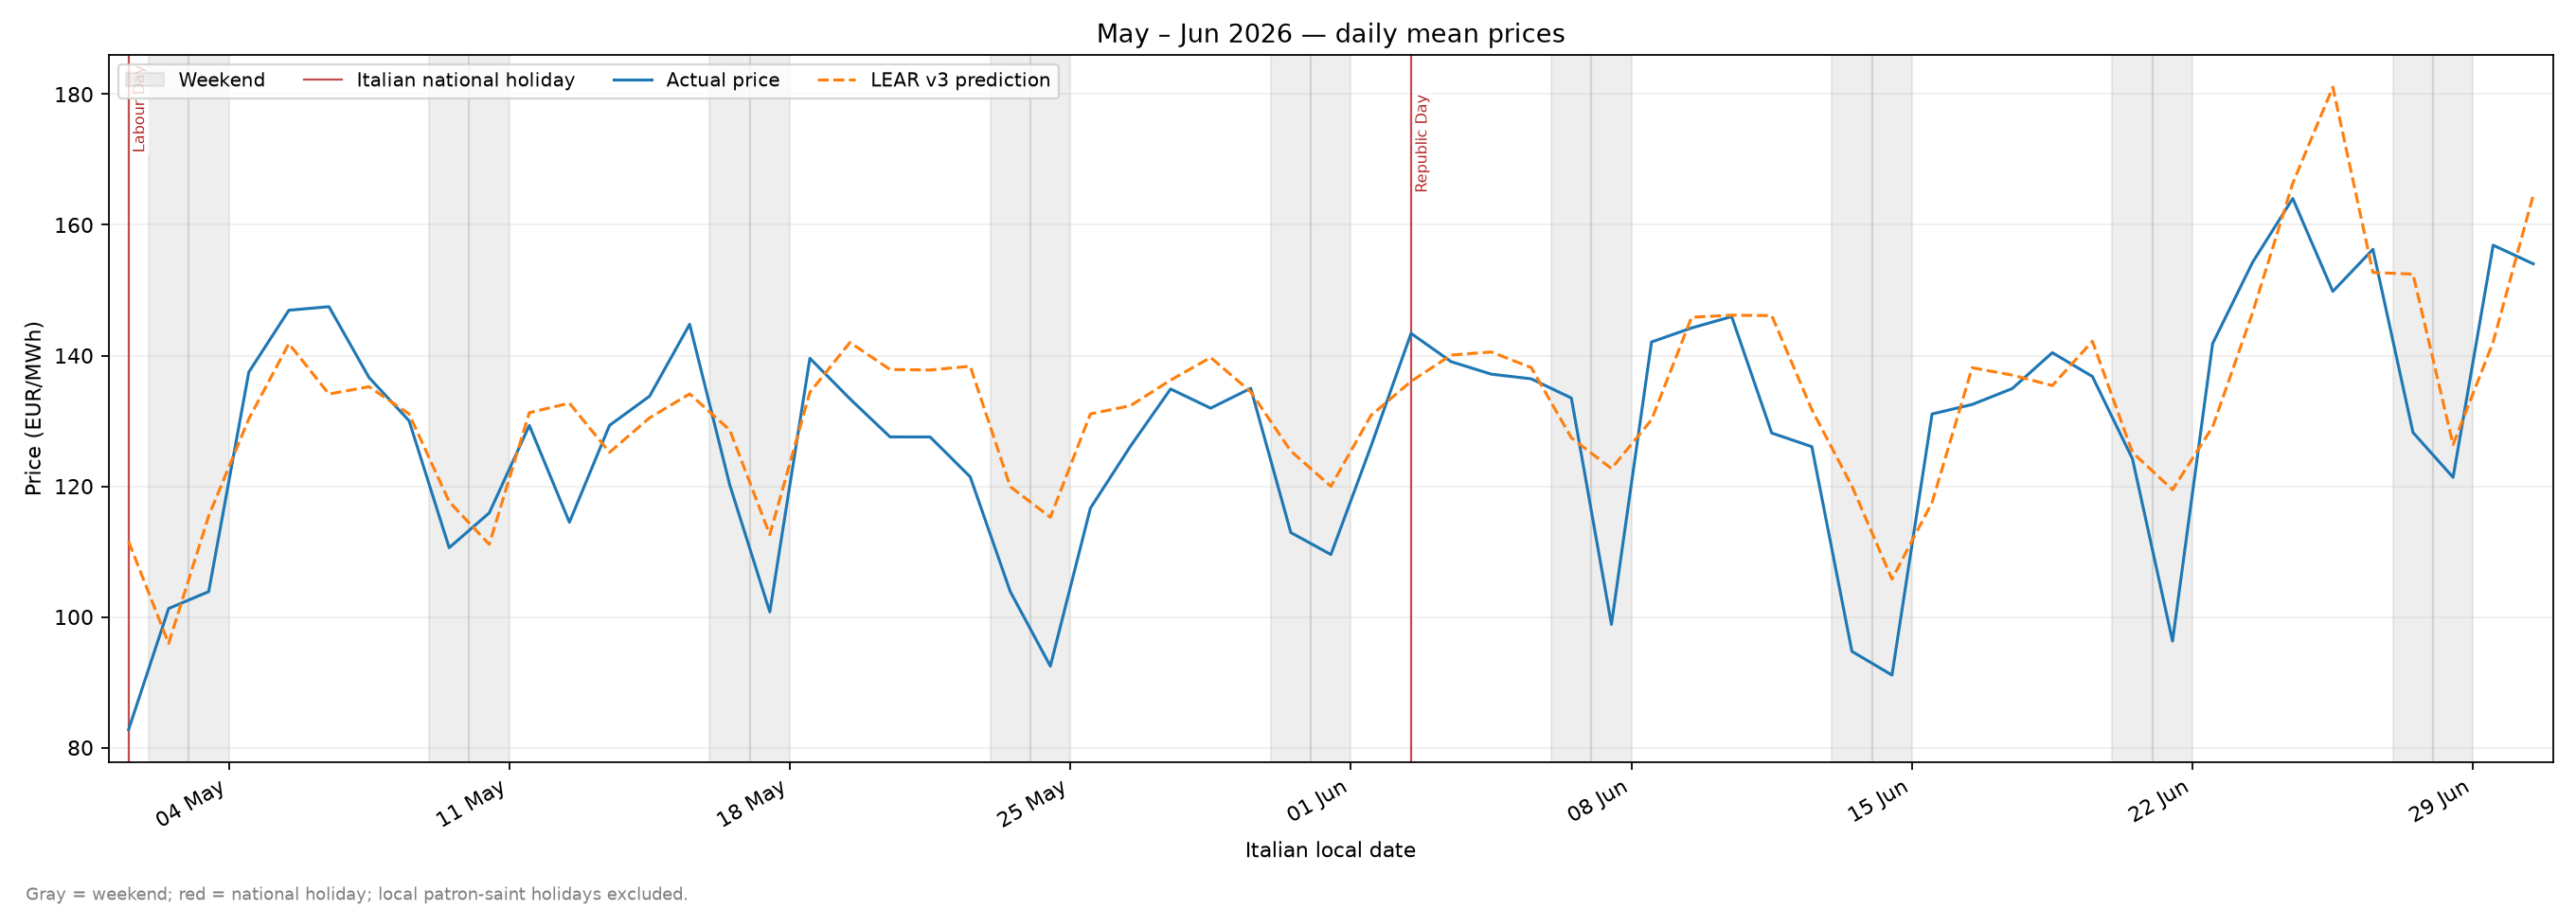 May – Jun 2026 — daily mean prices
Weekend
Italian national holiday
Actual price
LEAR v3 prediction
Labour Day
Republic Day
Price (EUR/MWh)
180
160
140
120
100
80
04 May
11 May
18 May
25 May
01 Jun
08 Jun
15 Jun
22 Jun
29 Jun
Italian local date
Gray = weekend; red = national holiday; local patron-saint holidays excluded.